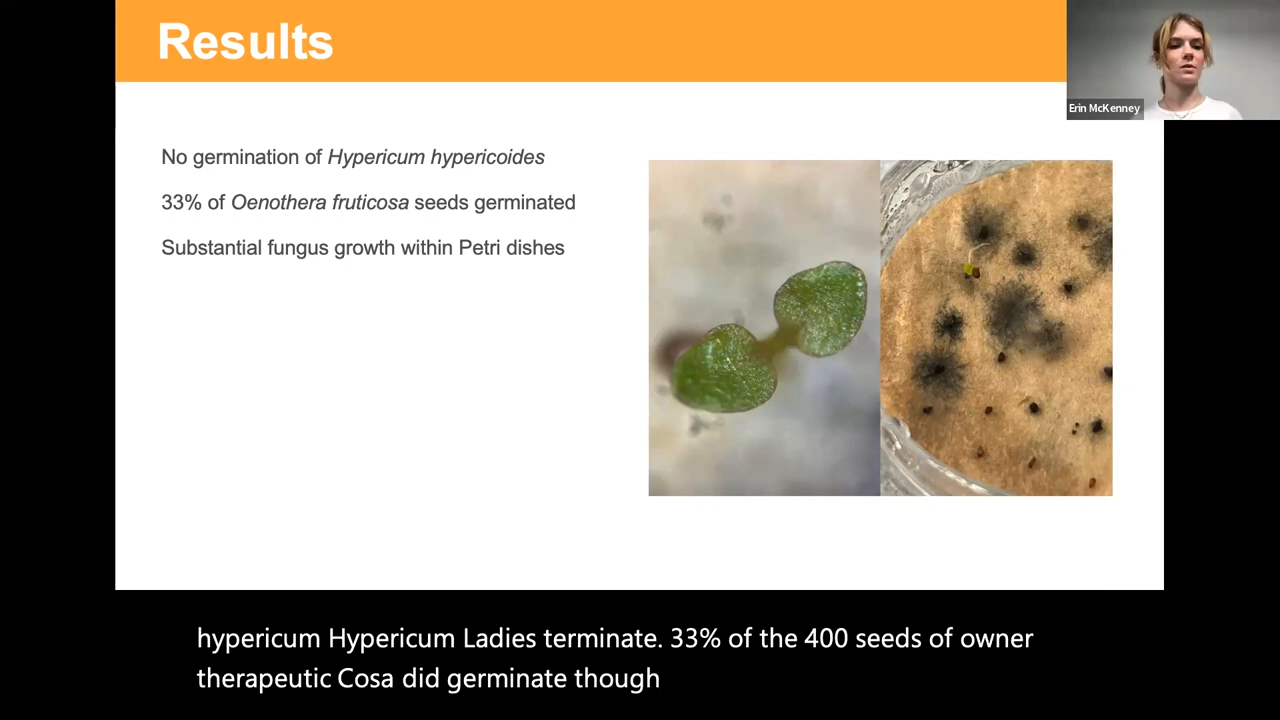 Results
Erin McKenney
No germination of Hypericum hypericoides
33% of Oenothera fruticosa seeds germinated
Substantial fungus growth within Petri dishes
hypericum Hypericum Ladies terminate. 33% of the 400 seeds of owner
therapeutic Cosa did germinate though